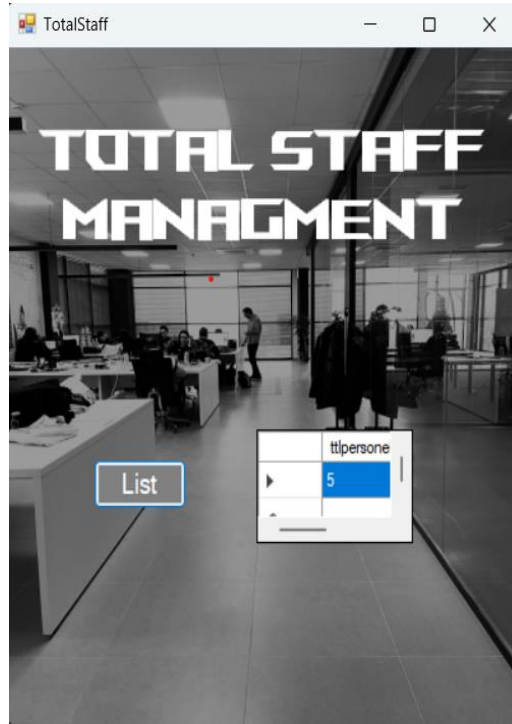 TotalStaff
TOTAL STAFF
MANAGMENT
List
ttlpersone
5